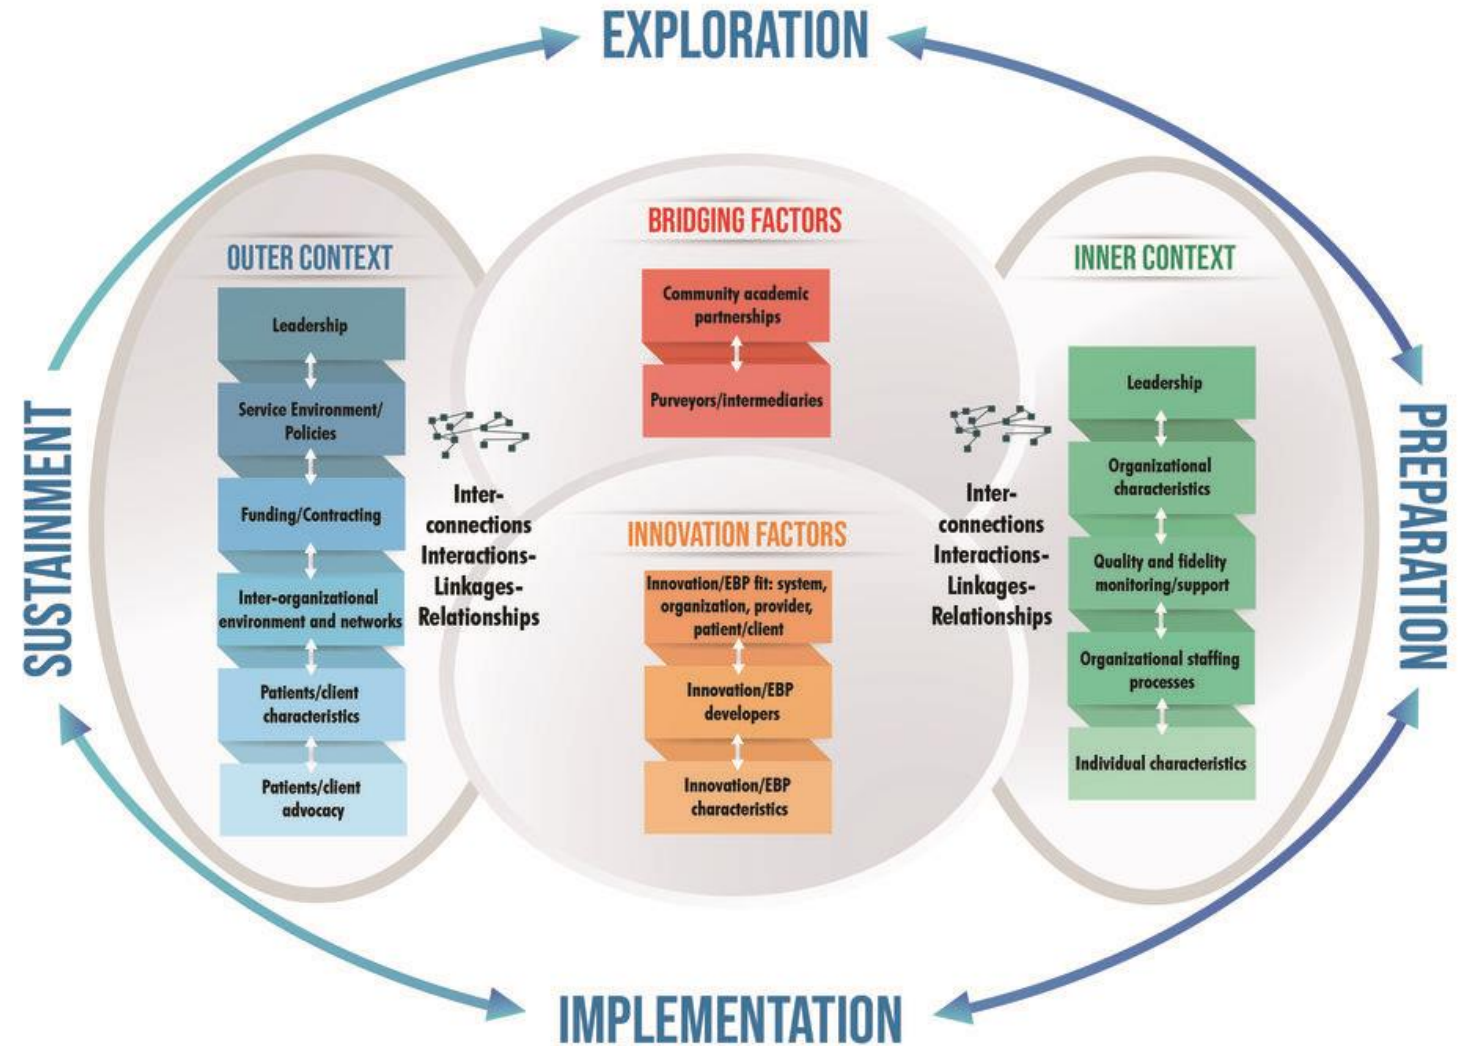 EXPLORATION
OUTER CONTEXT
Leadership
Service Environment/
Policies
Funding/Contracting
Inter-organizational
environment and networks
Patients/client
characteristics
Patients/client
advocacy
Inter-
connections
Interactions-
Linkages-
Relationships
BRIDGING FACTORS
Community academic
partnerships
Purveyors/intermediaries
INNOVATION FACTORS
Innovation/EBP fit: system,
organization, provider,
patient/client
Innovation/EBP
developers
Innovation/EBP
characteristics
Inter-
connections
Interactions-
Linkages-
Relationships
INNER CONTEXT
Leadership
Organizational
characteristics
Quality and fidelity
monitoring/support
Organizational staffing
processes
Individual characteristics
SUSTAINMENT
PREPARATION
IMPLEMENTATION